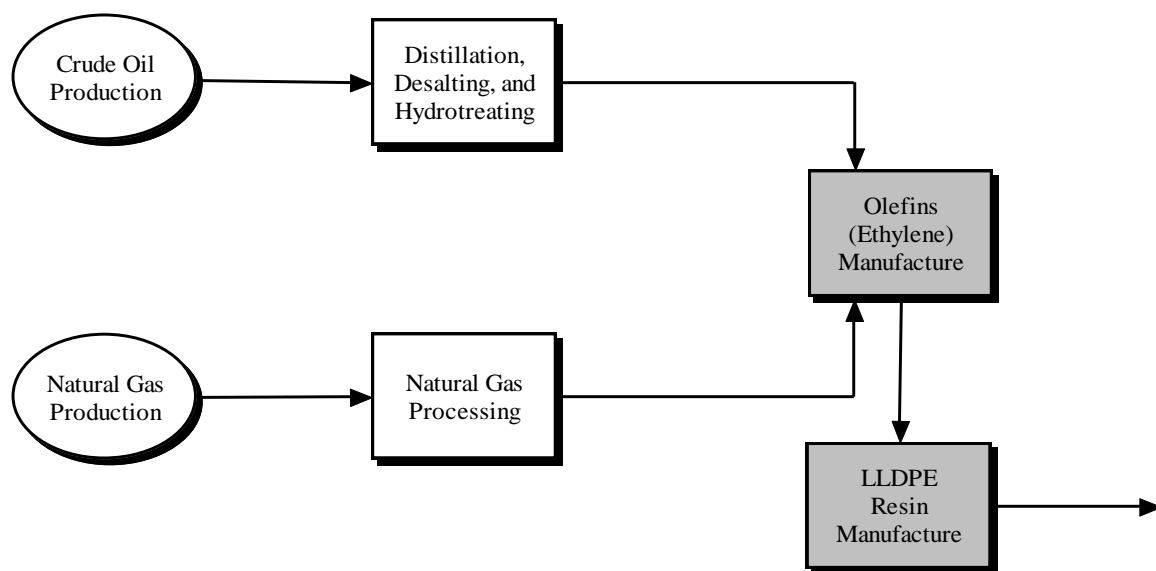 Crude Oil
Production
Distillation,
Desalting, and
Hydrotreating
Olefins
(Ethylene)
Manufacture
Natural Gas
Production
Natural Gas
Processing
LLDPE
Resin
Manufacture